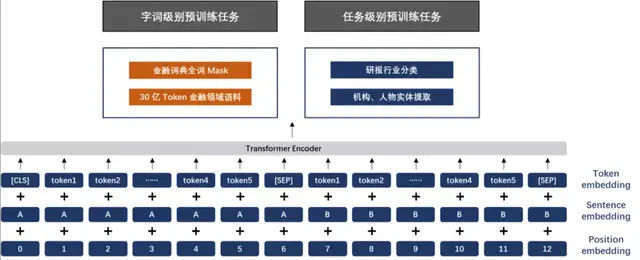 字词级别预训练任务 任务级别预训练任务
金融词典全词 Mask 研报行业分类
30 亿 Token 金融领域语料 机构、人物实体提取
Transformer Encoder
[CLS] token1 token2 ······ token4 token5 [SEP] token1 token2 ······ token4 token5 [SEP] Token embedding
+ + + + + + + + + + + + +
A A A A A A A B B B B B B Sentence embedding
+ + + + + + + + + + + + +
0 1 2 3 4 5 6 7 8 9 10 11 12 Position embedding